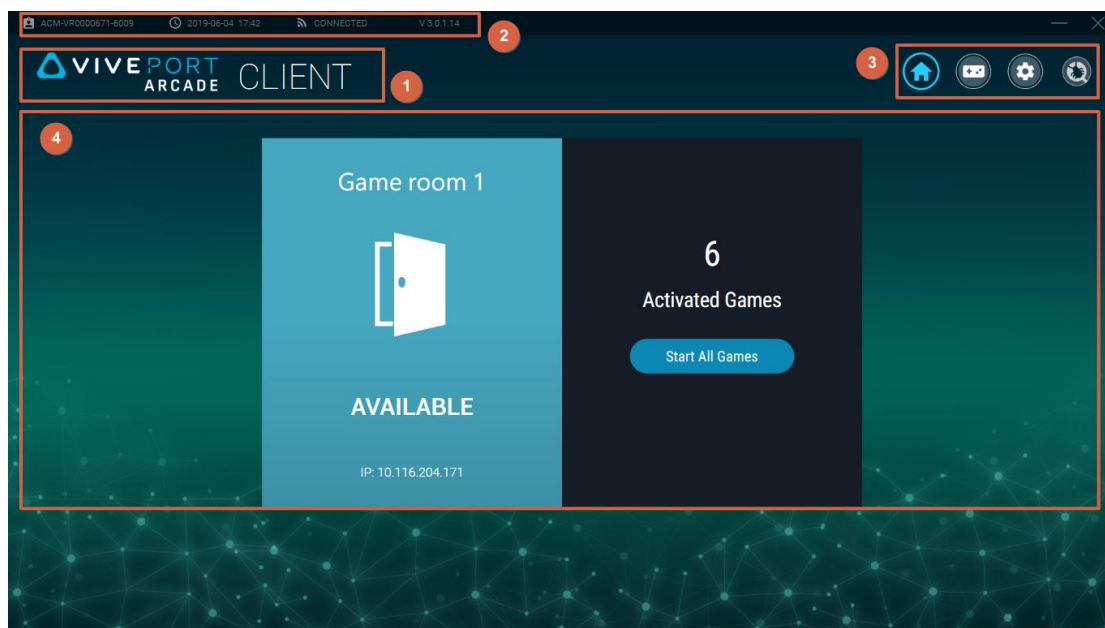 ACM-VR0000671-6009 2019-06-04 17:42 CONNECTED V 3.0.1.14
2
VIVEPORT
ARCADE
CLIENT
1
3
4
Game room 1
AVAILABLE
IP: 10.116.204.171
6
Activated Games
Start All Games